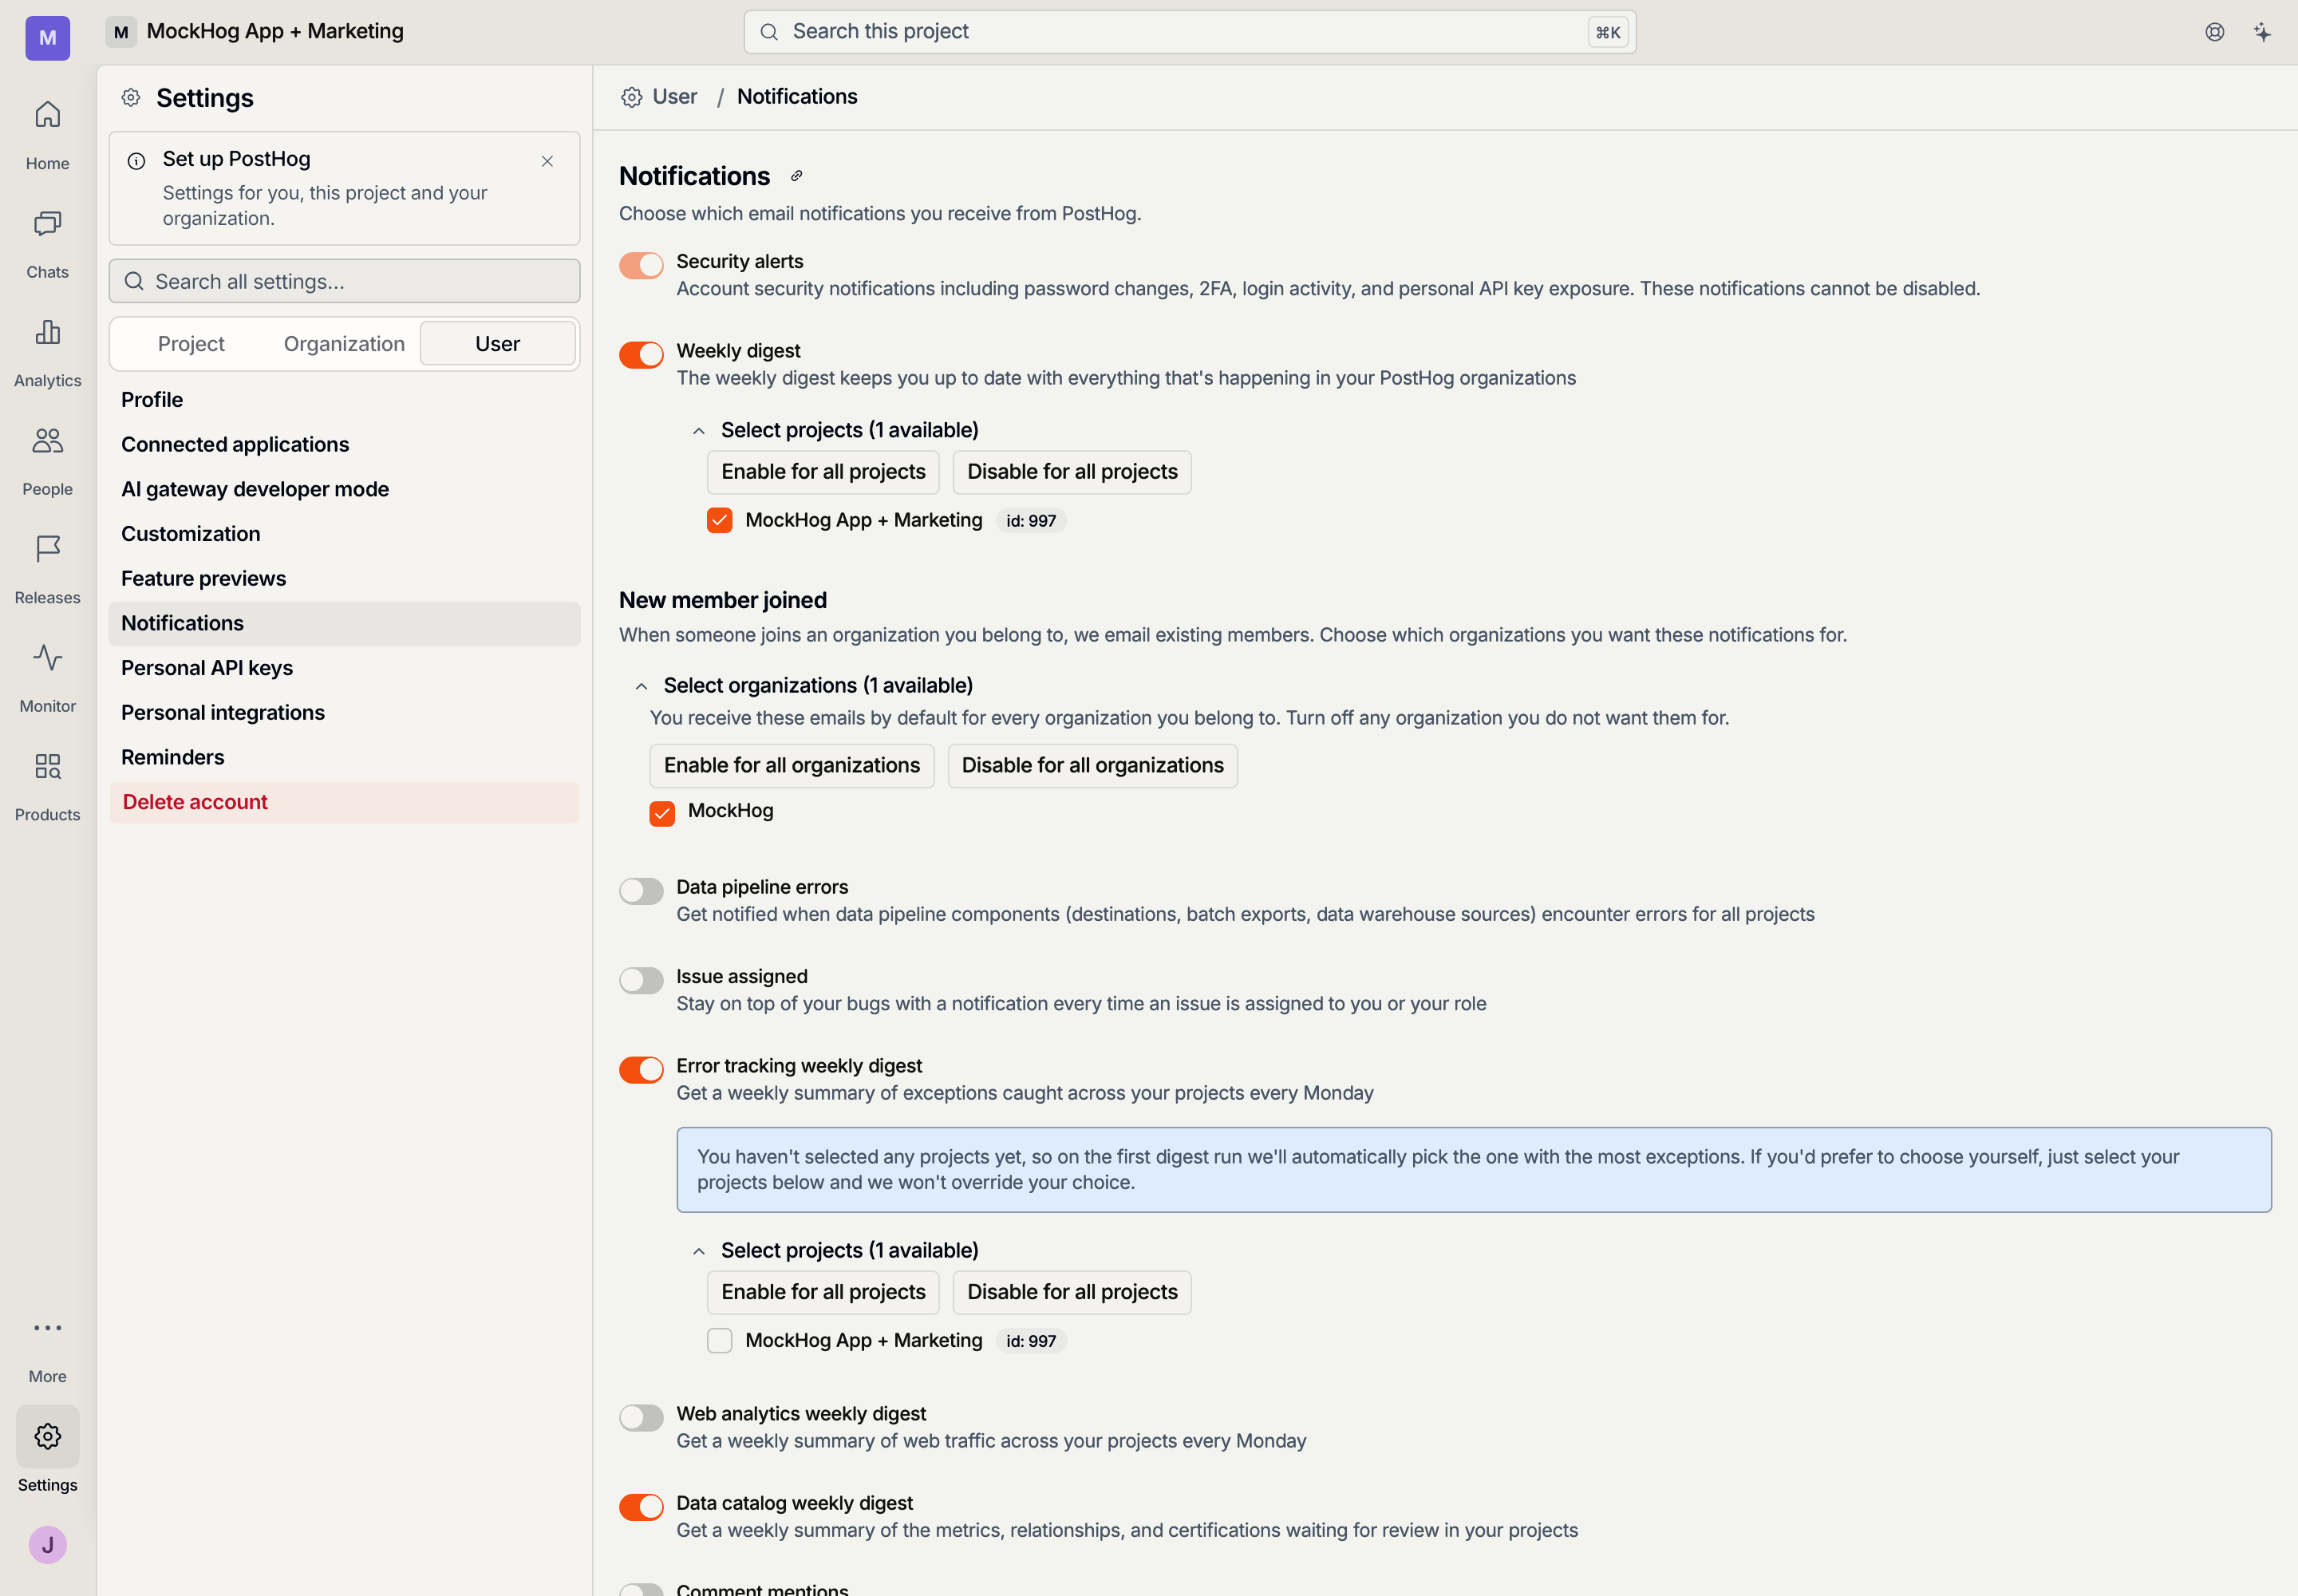 M
M MockHog App + Marketing
Search this project
⌘K
Home
Chats
Analytics
People
Releases
Monitor
Products
More
Settings
J
Settings
Set up PostHog
Settings for you, this project and your
organization.
Search all settings...
Project Organization User
Profile
Connected applications
AI gateway developer mode
Customization
Feature previews
Notifications
Personal API keys
Personal integrations
Reminders
Delete account
User / Notifications
Notifications
Choose which email notifications you receive from PostHog.
Security alerts
Account security notifications including password changes, 2FA, login activity, and personal API key exposure. These notifications cannot be disabled.
Weekly digest
The weekly digest keeps you up to date with everything that's happening in your PostHog organizations
Select projects (1 available)
Enable for all projects Disable for all projects
MockHog App + Marketing id: 997
New member joined
When someone joins an organization you belong to, we email existing members. Choose which organizations you want these notifications for.
Select organizations (1 available)
You receive these emails by default for every organization you belong to. Turn off any organization you do not want them for.
Enable for all organizations Disable for all organizations
MockHog
Data pipeline errors
Get notified when data pipeline components (destinations, batch exports, data warehouse sources) encounter errors for all projects
Issue assigned
Stay on top of your bugs with a notification every time an issue is assigned to you or your role
Error tracking weekly digest
Get a weekly summary of exceptions caught across your projects every Monday
You haven't selected any projects yet, so on the first digest run we'll automatically pick the one with the most exceptions. If you'd prefer to choose yourself, just select your
projects below and we won't override your choice.
Select projects (1 available)
Enable for all projects Disable for all projects
MockHog App + Marketing id: 997
Web analytics weekly digest
Get a weekly summary of web traffic across your projects every Monday
Data catalog weekly digest
Get a weekly summary of the metrics, relationships, and certifications waiting for review in your projects
Comment mentions